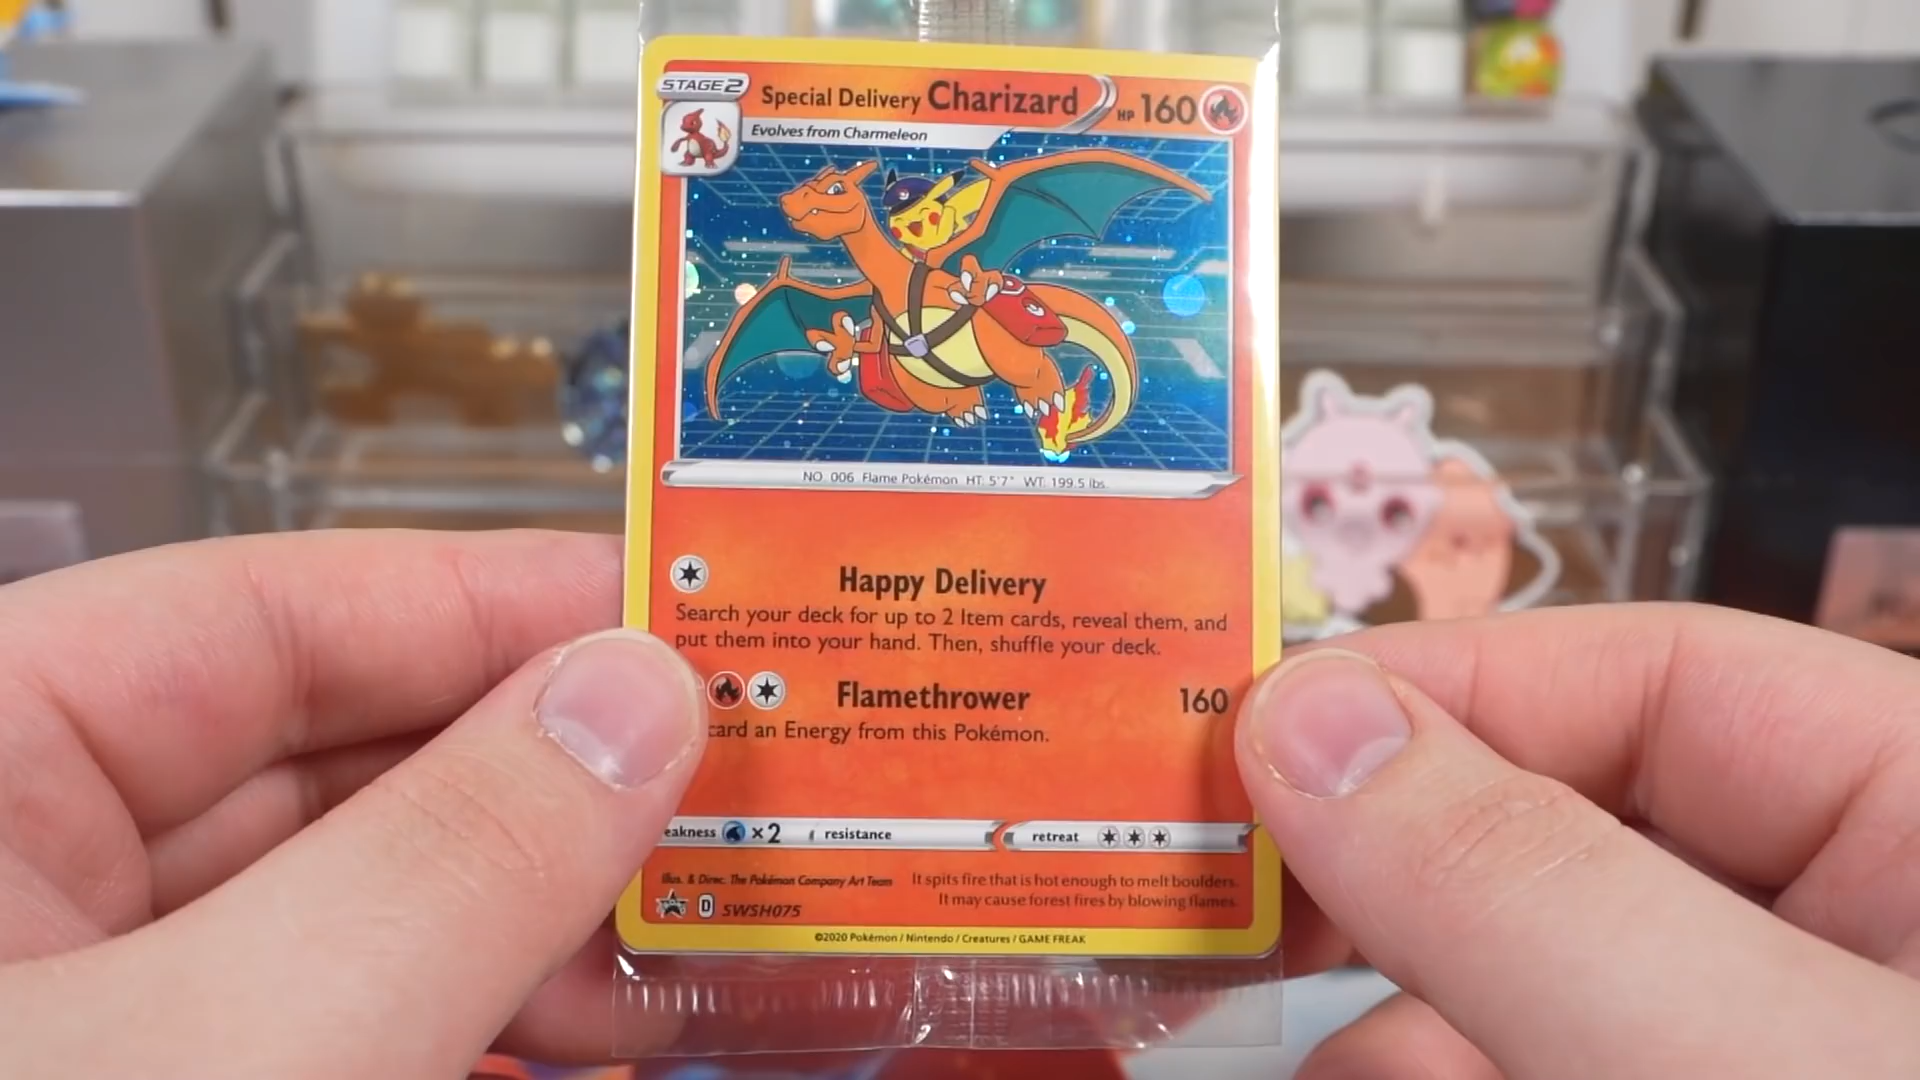 STAGE 2
Special Delivery Charizard HP 160
Evolves from Charmeleon
NO. 006 Flame Pokémon HT: 5'7" WT: 199.5 lbs.
Happy Delivery
Search your deck for up to 2 Item cards, reveal them, and
put them into your hand. Then, shuffle your deck.
Flamethrower 160
card an Energy from this Pokémon.
eakness ×2 resistance retreat
Illus. & Direc. The Pokémon Company Art Team
It spits fire that is hot enough to melt boulders.
It may cause forest fires by blowing flames.
D SWSH075
©2020 Pokémon / Nintendo / Creatures / GAME FREAK